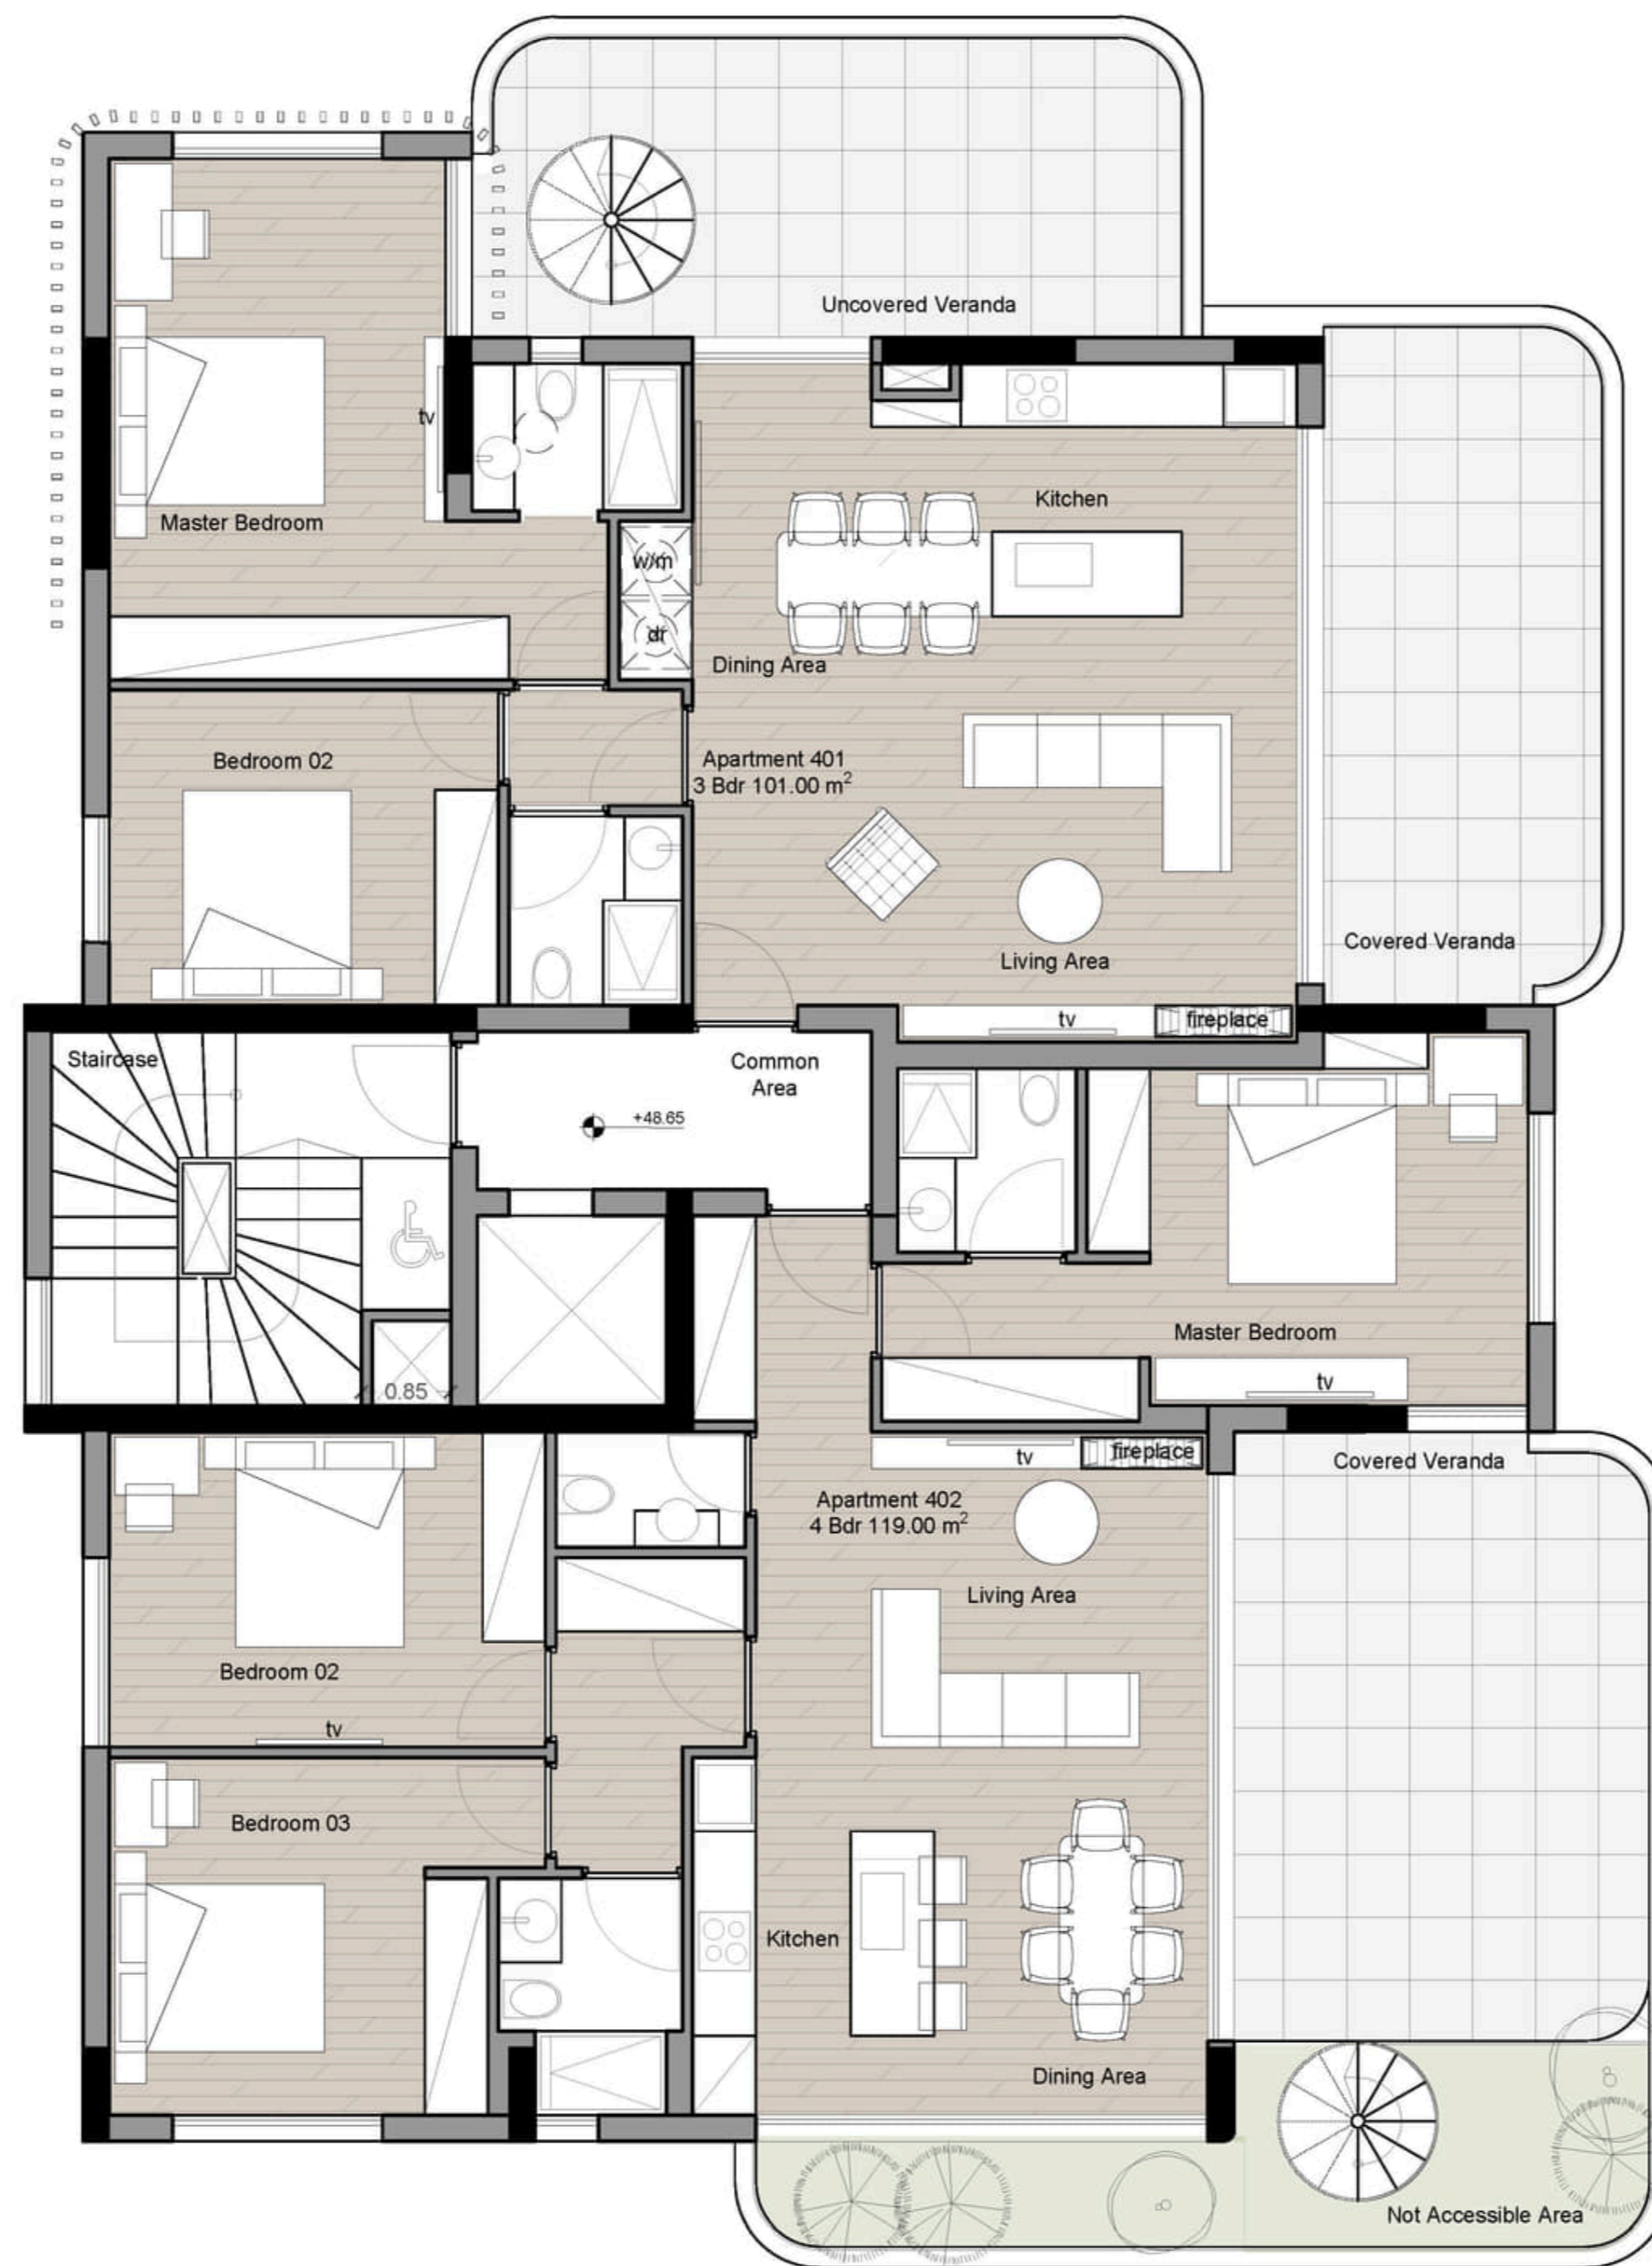 Uncovered Veranda
tv
Kitchen
Master Bedroom
w/m
dr
Dining Area
Bedroom 02
Apartment 401
3 Bdr 101.00 m²
Covered Veranda
Living Area
tv
fireplace
Staircase
Common
Area
+48.65
Master Bedroom
0.85
tv
tv
fireplace
Covered Veranda
Apartment 402
4 Bdr 119.00 m²
Living Area
Bedroom 02
tv
Bedroom 03
Kitchen
Dining Area
Not Accessible Area